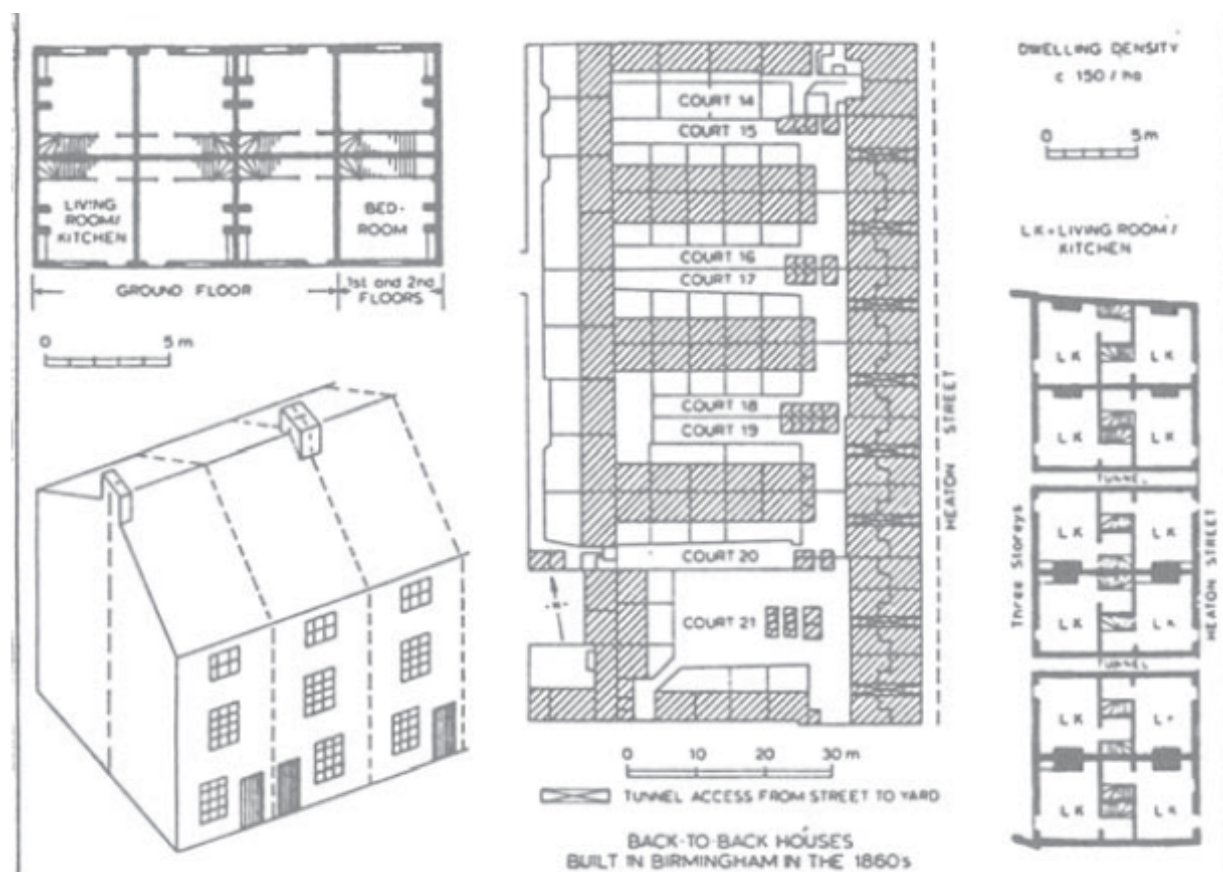 LIVING
ROOM/
KITCHEN
BED-
ROOM
GROUND FLOOR
1st and 2nd
FLOORS
0 5 m
COURT 14
COURT 15
COURT 16
COURT 17
COURT 18
COURT 19
COURT 20
COURT 21
N
HEATON STREET
0 10 20 30 m
TUNNEL ACCESS FROM STREET TO YARD
BACK-TO-BACK HOUSES
BUILT IN BIRMINGHAM IN THE 1860s
DWELLING DENSITY
c 150 / ha
0 5 m
LK = LIVING ROOM /
KITCHEN
LK LK
LK LK
TUNNEL
Three Storeys
HEATON STREET
LK LK
LK
TUNNEL
LK
LK LK